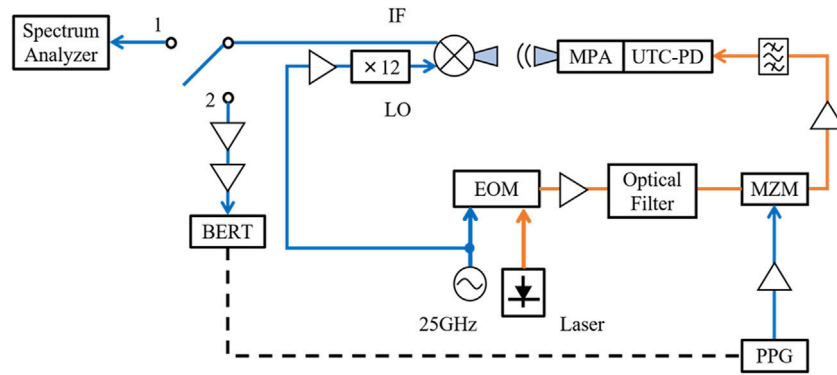 Spectrum
Analyzer
1
IF
2
× 12
LO
MPA
UTC-PD
EOM
Optical
Filter
MZM
BERT
25GHz
Laser
PPG